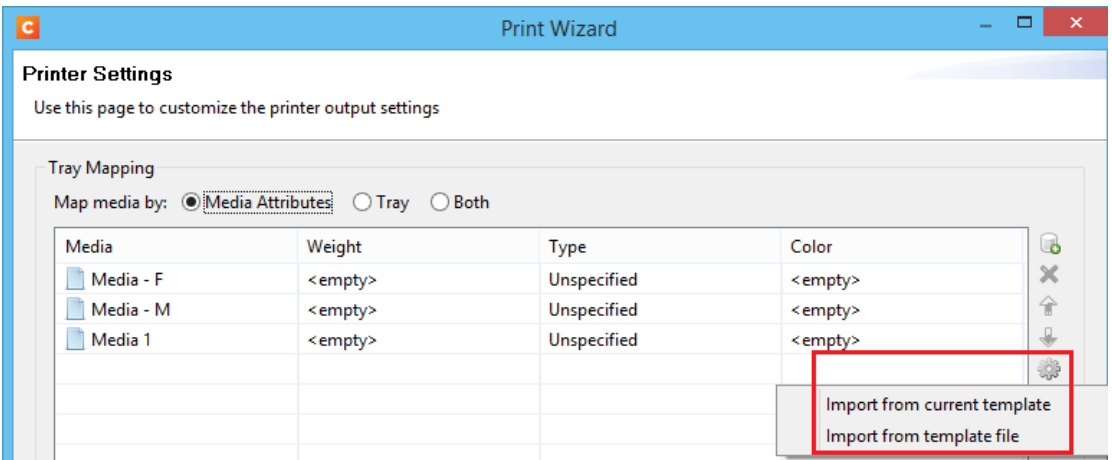 C
Print Wizard
Printer Settings
Use this page to customize the printer output settings
Tray Mapping
Map media by: Media Attributes Tray Both
Media Weight Type Color
Media - F <empty> Unspecified <empty>
Media - M <empty> Unspecified <empty>
Media 1 <empty> Unspecified <empty>
Import from current template
Import from template file